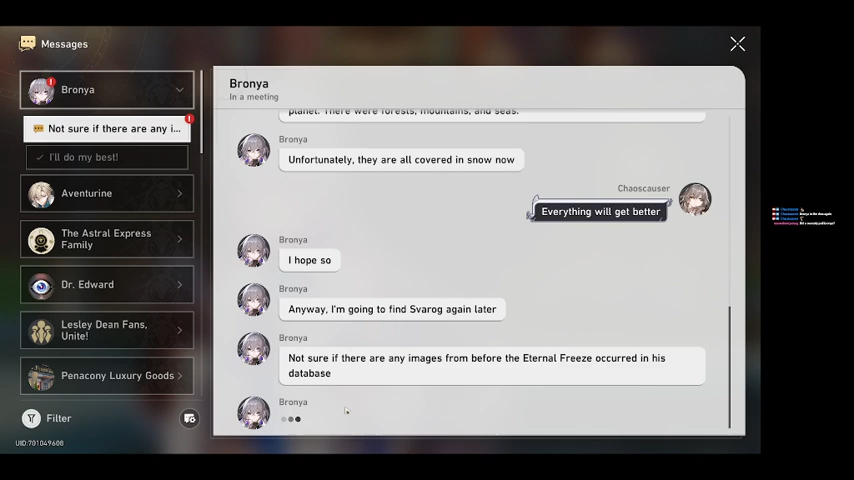 Messages
Bronya
Not sure if there are any i...
I'll do my best!
Aventurine
The Astral Express
Family
Dr. Edward
Lesley Dean Fans,
Unite!
Penacony Luxury Goods
Filter
UID:701049608
Bronya
In a meeting
planet. There were forests, mountains, and seas.
Bronya
Unfortunately, they are all covered in snow now
Chaoscauser
Everything will get better
Bronya
I hope so
Bronya
Anyway, I'm going to find Svarog again later
Bronya
Not sure if there are any images from before the Eternal Freeze occurred in his
database
Bronya